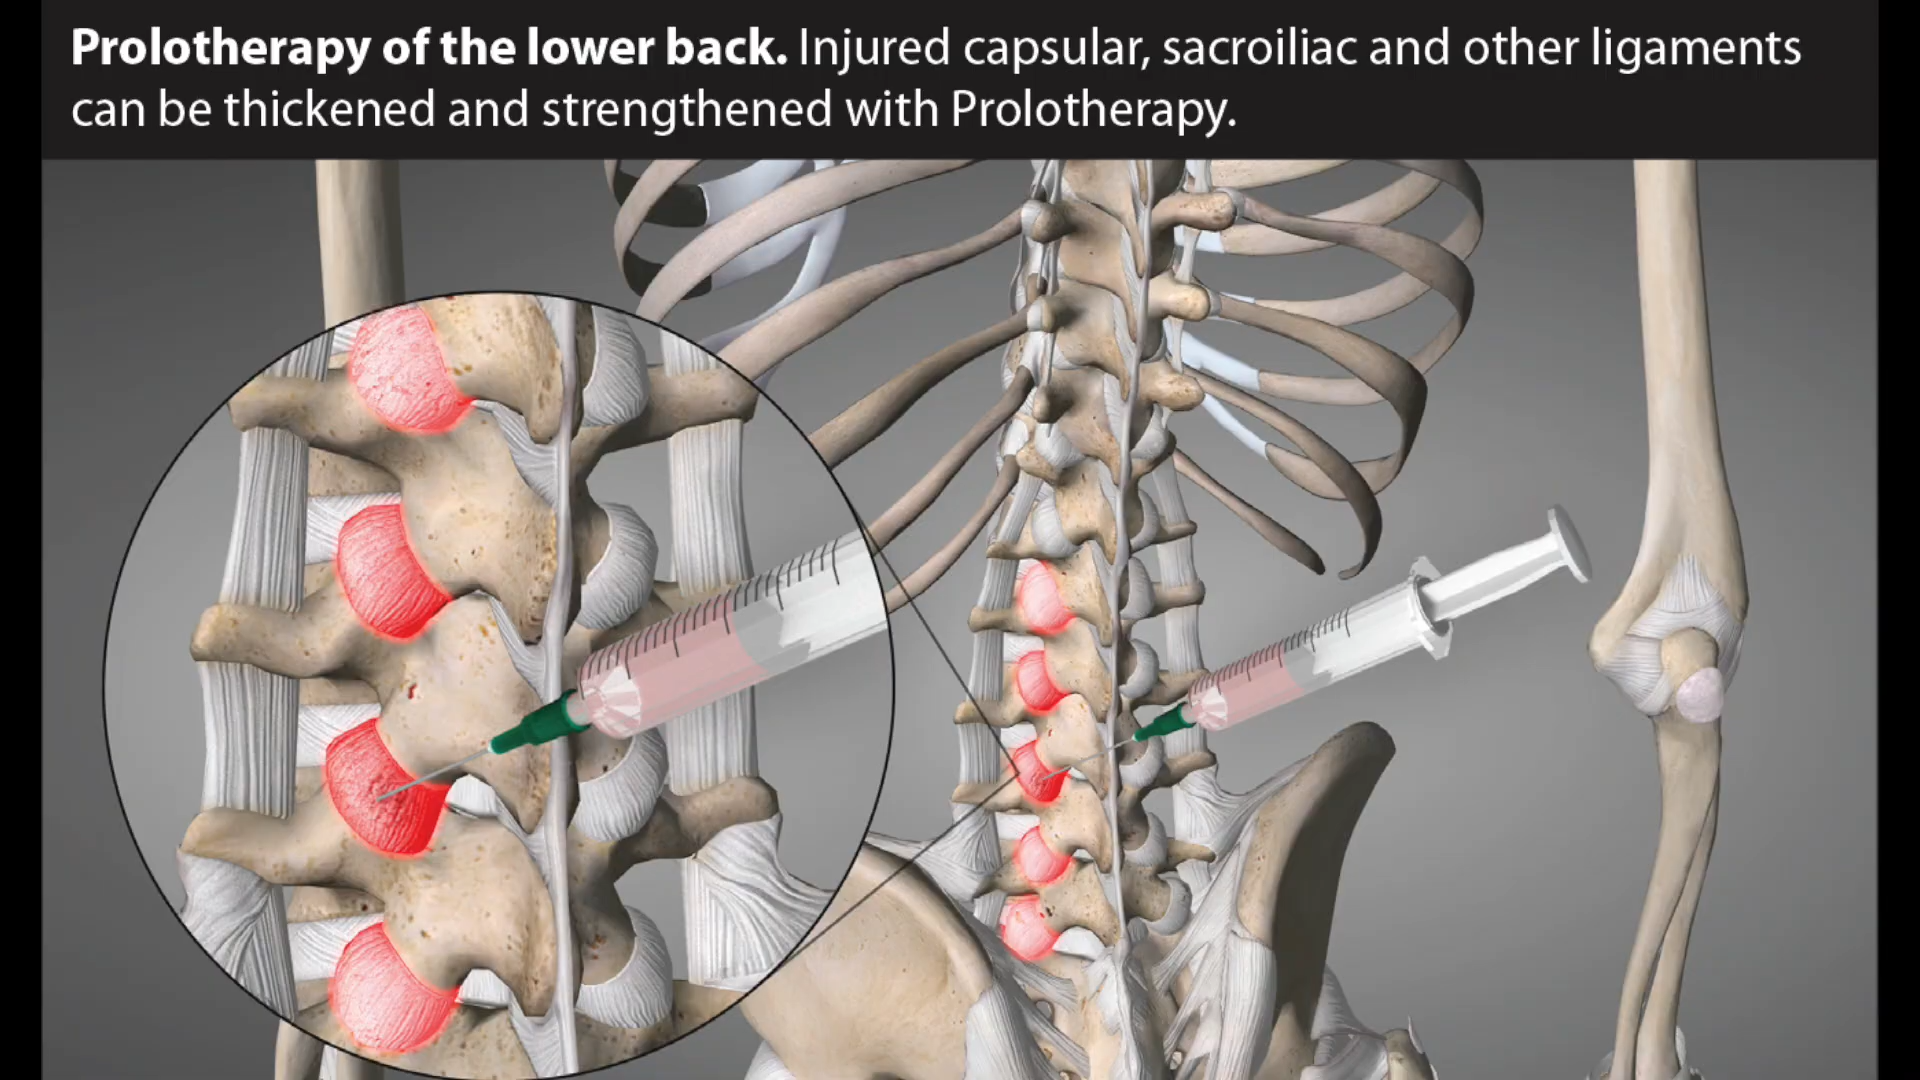 Prolotherapy of the lower back. Injured capsular, sacroiliac and other ligaments
can be thickened and strengthened with Prolotherapy.